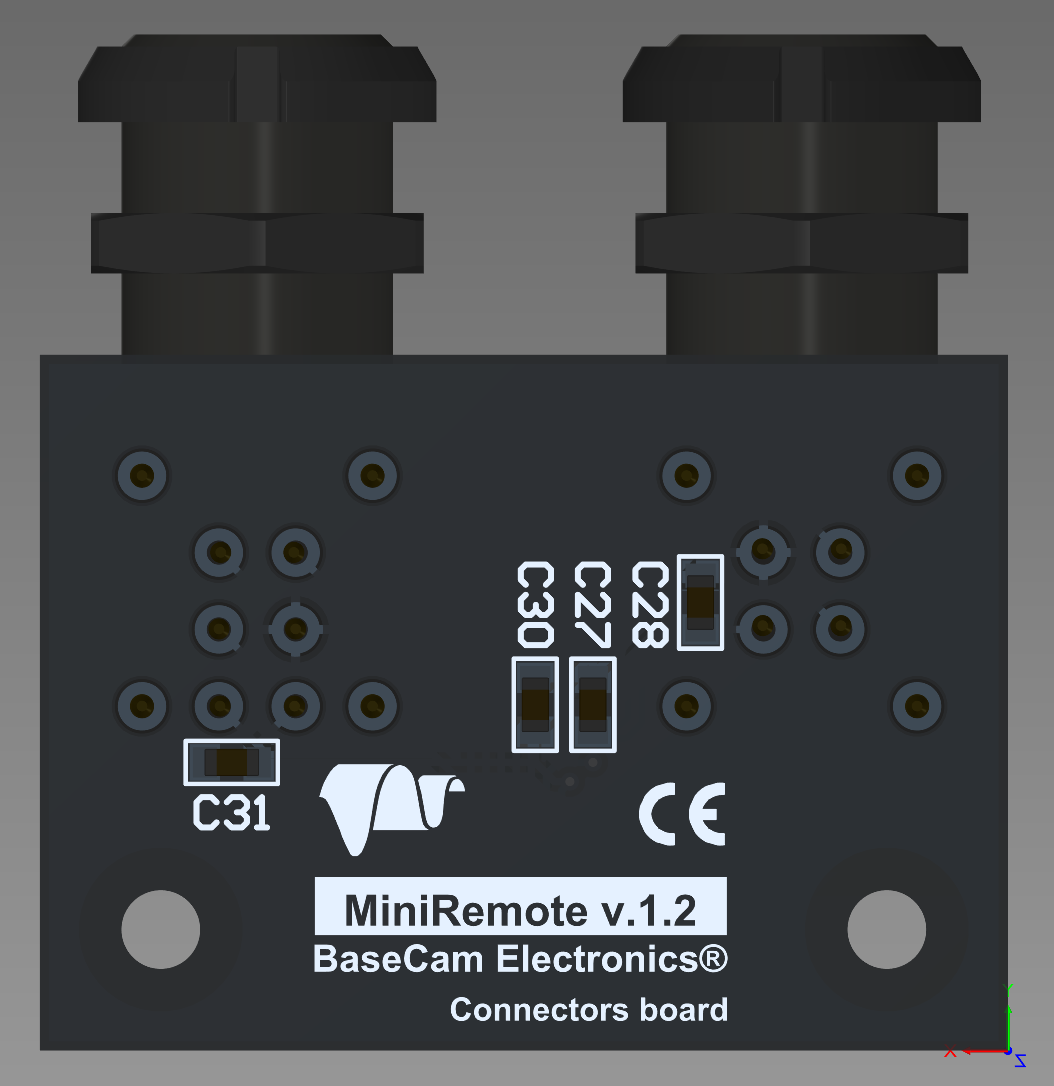 C30
C27
C28
C31
CE
MiniRemote v.1.2
BaseCam Electronics®
Connectors board
Y
X
Z